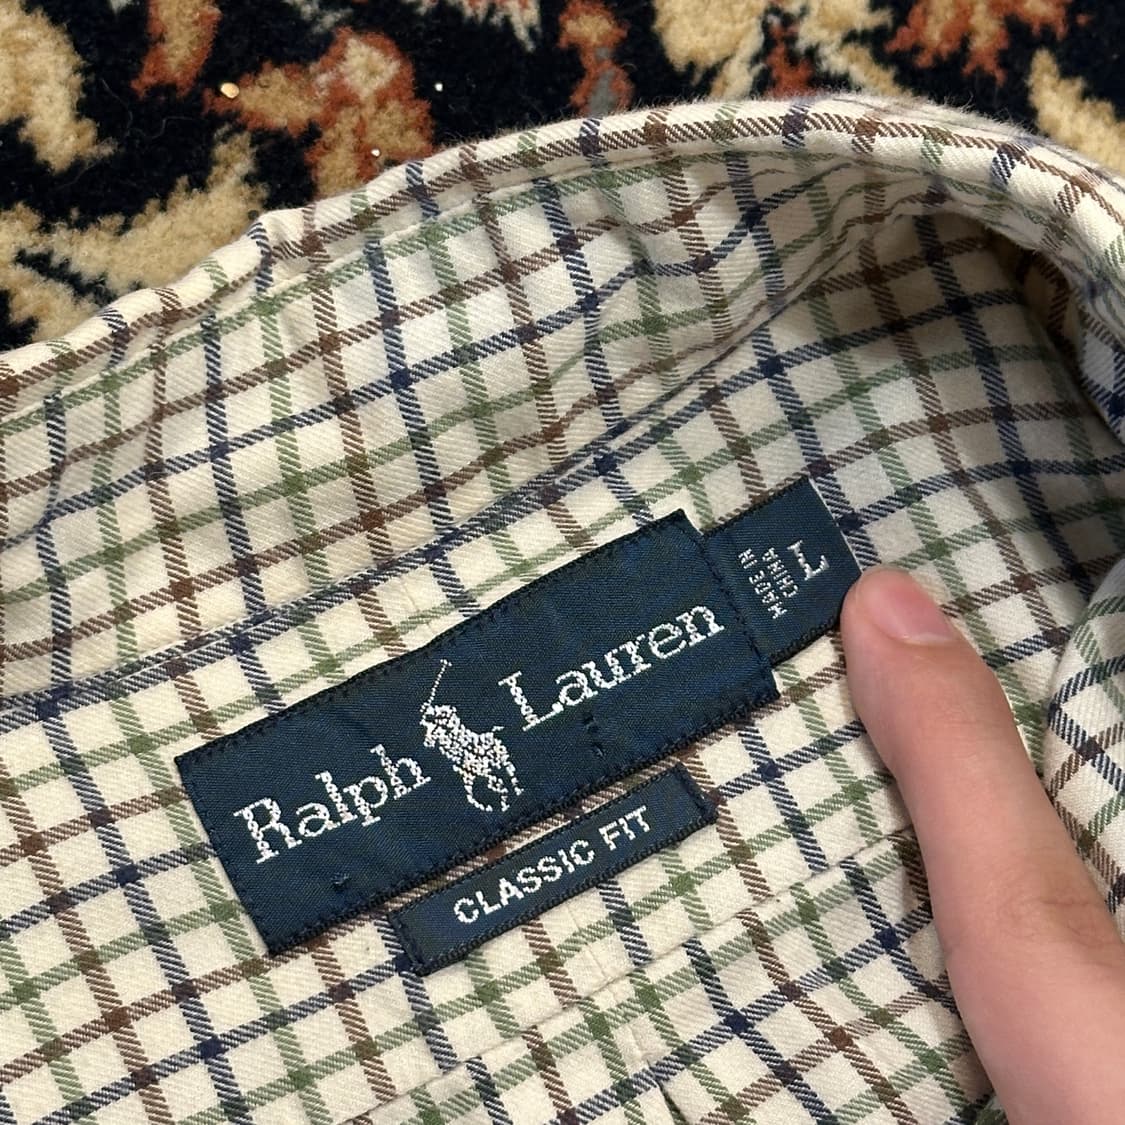 Ralph Lauren
MADE IN
CHINA
L
CLASSIC FIT